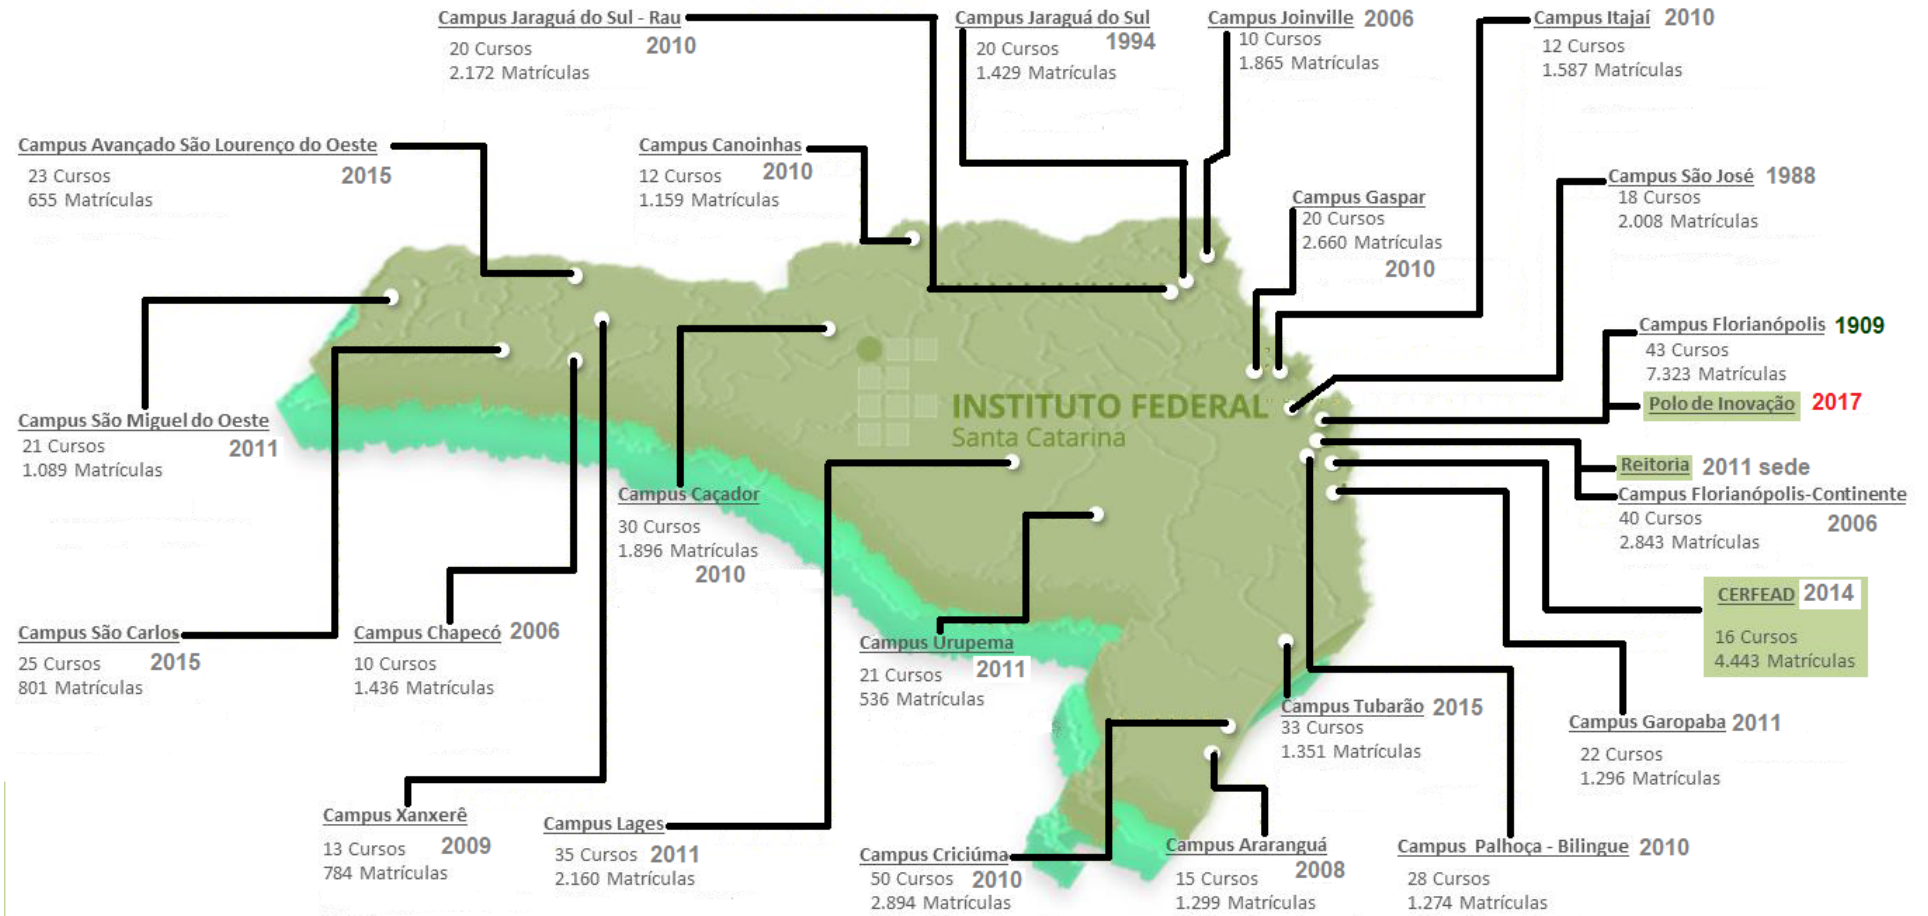 Campus Jaraguá do Sul - Rau
20 Cursos
2010
2.172 Matrículas
Campus Jaraguá do Sul
20 Cursos
1994
1.429 Matrículas
Campus Joinville 2006
10 Cursos
1.865 Matrículas
Campus Itajaí 2010
12 Cursos
1.587 Matrículas
Campus Avançado São Lourenço do Oeste
23 Cursos
2015
655 Matrículas
Campus Canoinhas
12 Cursos
2010
1.159 Matrículas
Campus Gaspar
20 Cursos
2.660 Matrículas
2010
Campus São José 1988
18 Cursos
2.008 Matrículas
Campus Florianópolis 1909
43 Cursos
7.323 Matrículas
Polo de Inovação 2017
INSTITUTO FEDERAL
Santa Catarina
Campus São Miguel do Oeste
21 Cursos
2011
1.089 Matrículas
Reitoria 2011 sede
Campus Florianópolis-Continente
40 Cursos
2006
2.843 Matrículas
Campus Caçador
30 Cursos
1.896 Matrículas
2010
CERFEAD 2014
16 Cursos
4.443 Matrículas
Campus São Carlos
25 Cursos
2015
801 Matrículas
Campus Chapecó 2006
10 Cursos
1.436 Matrículas
Campus Urupema
2011
21 Cursos
536 Matrículas
Campus Tubarão 2015
33 Cursos
1.351 Matrículas
Campus Garopaba 2011
22 Cursos
1.296 Matrículas
Campus Xanxerê
13 Cursos
2009
784 Matrículas
Campus Lages
35 Cursos 2011
2.160 Matrículas
Campus Criciúma
50 Cursos 2010
2.894 Matrículas
Campus Araranguá
2008
15 Cursos
1.299 Matrículas
Campus Palhoça - Bilingue 2010
28 Cursos
1.274 Matrículas